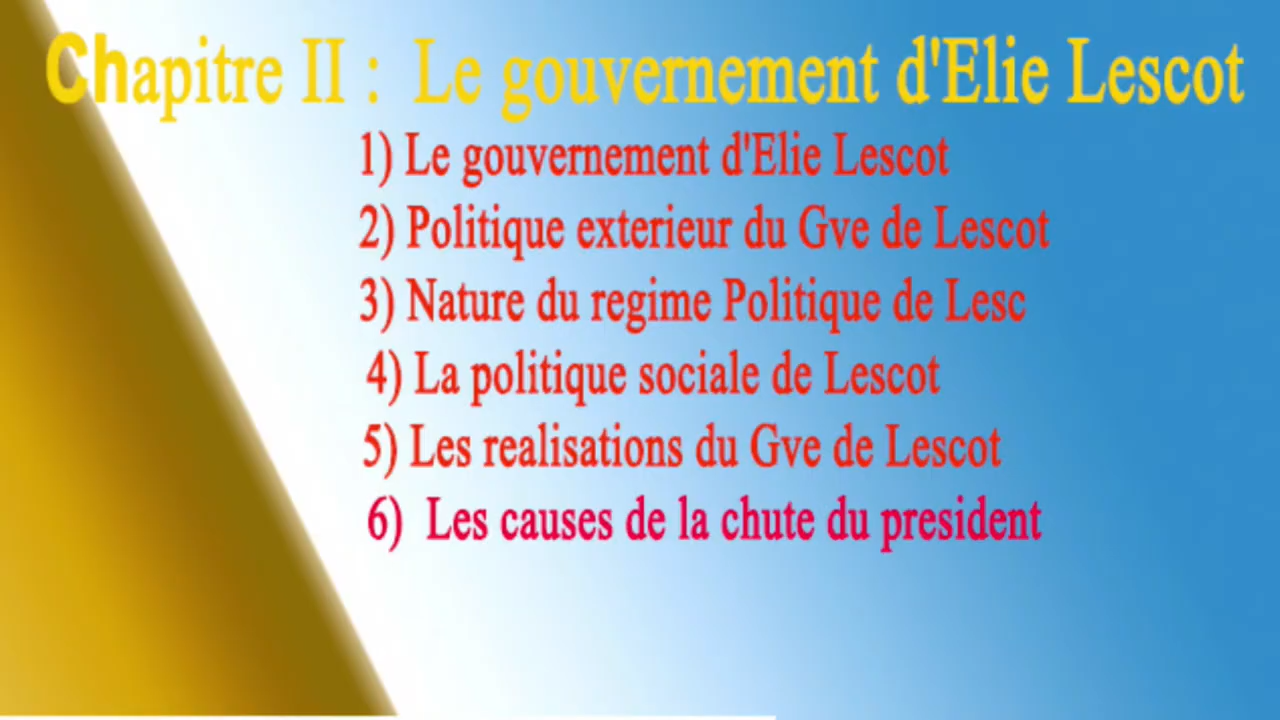 Chapitre II : Le gouvernement d'Elie Lescot
1) Le gouvernement d'Elie Lescot
2) Politique exterieur du Gve de Lescot
3) Nature du regime Politique de Lesc
4) La politique sociale de Lescot
5) Les realisations du Gve de Lescot
6) Les causes de la chute du president